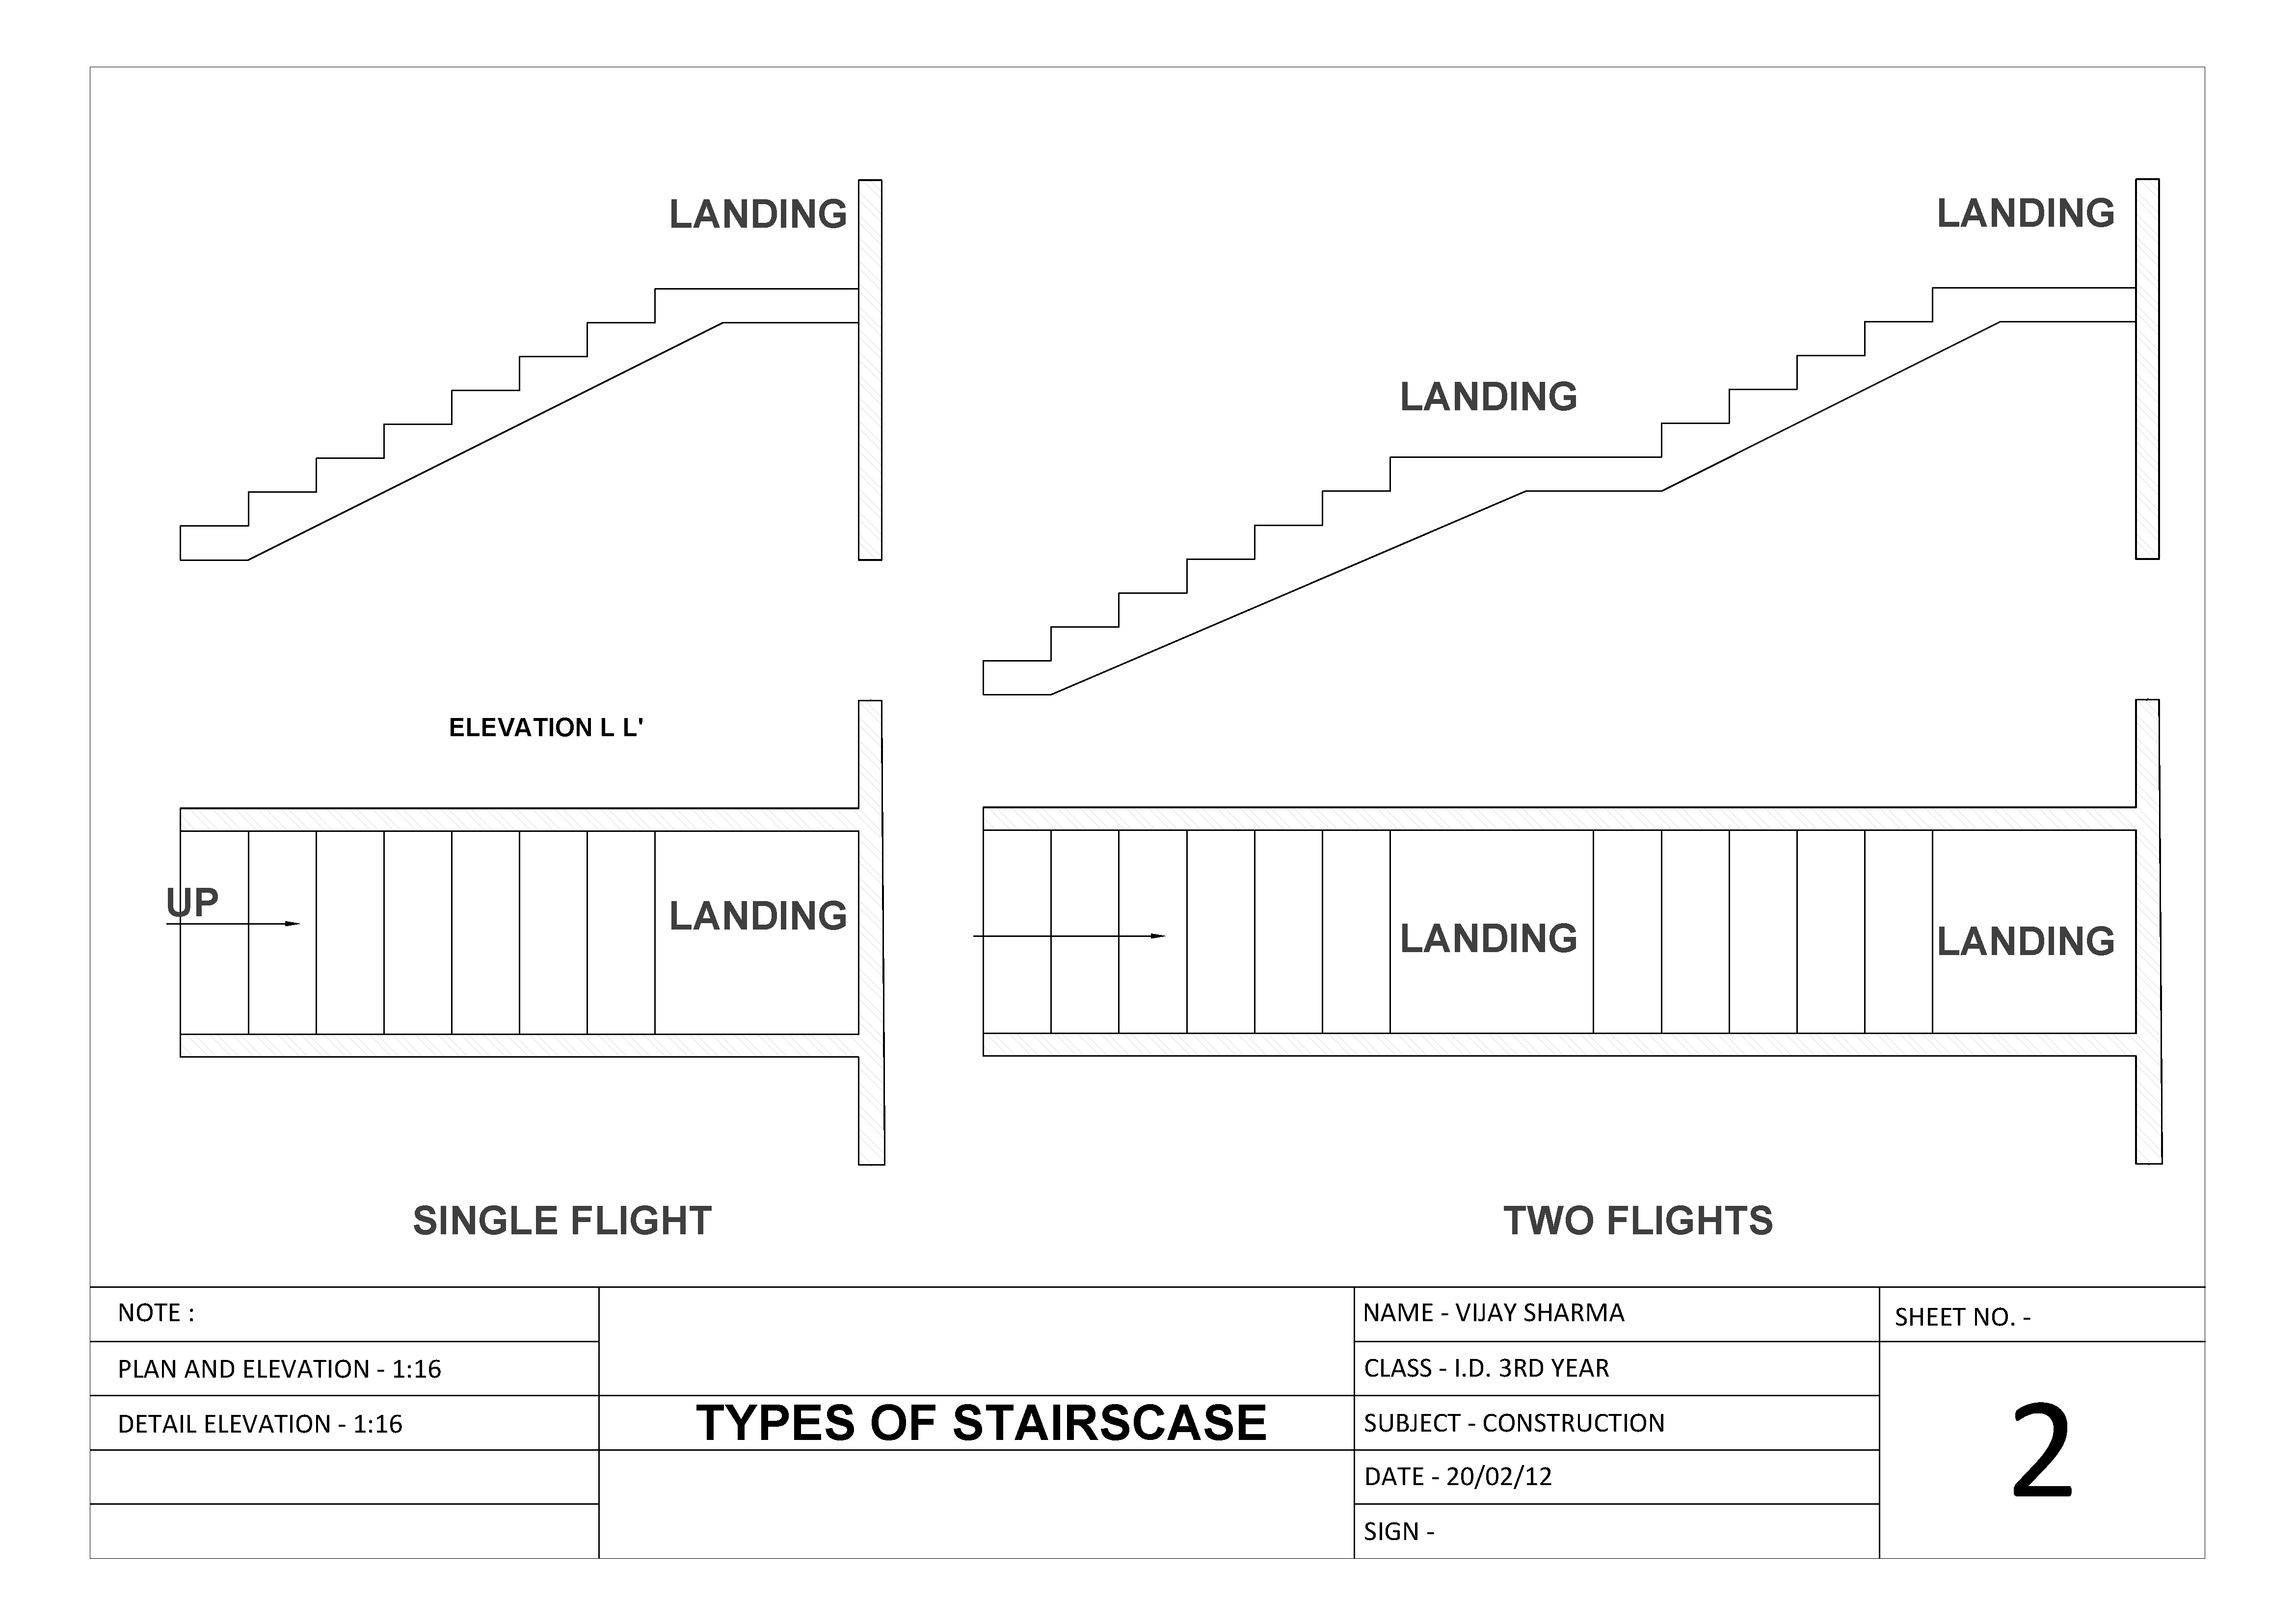 LANDING
LANDING
LANDING
ELEVATION L L'
UP
LANDING
LANDING
LANDING
SINGLE FLIGHT
TWO FLIGHTS
NOTE :
PLAN AND ELEVATION - 1:16
DETAIL ELEVATION - 1:16
TYPES OF STAIRSCASE
NAME - VIJAY SHARMA
CLASS - I.D. 3RD YEAR
SUBJECT - CONSTRUCTION
DATE - 20/02/12
SIGN -
SHEET NO. -
2